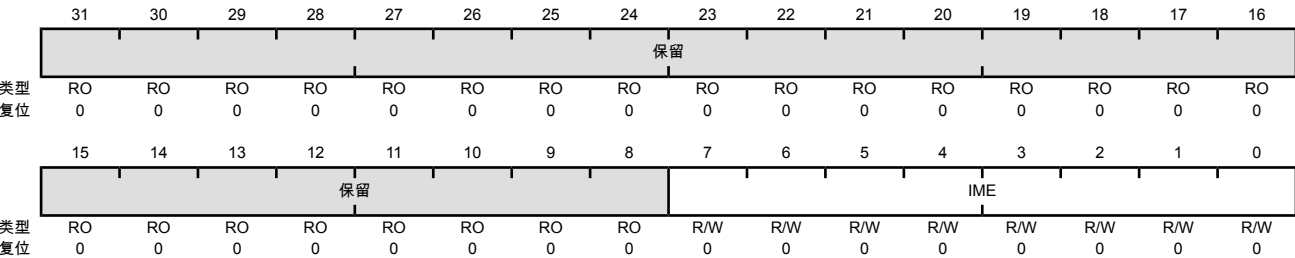 31 30 29 28 27 26 25 24 23 22 21 20 19 18 17 16
保留
类型 RO RO RO RO RO RO RO RO RO RO RO RO RO RO RO RO
复位 0 0 0 0 0 0 0 0 0 0 0 0 0 0 0 0
15 14 13 12 11 10 9 8 7 6 5 4 3 2 1 0
保留 IME
类型 RO RO RO RO RO RO RO RO R/W R/W R/W R/W R/W R/W R/W R/W
复位 0 0 0 0 0 0 0 0 0 0 0 0 0 0 0 0